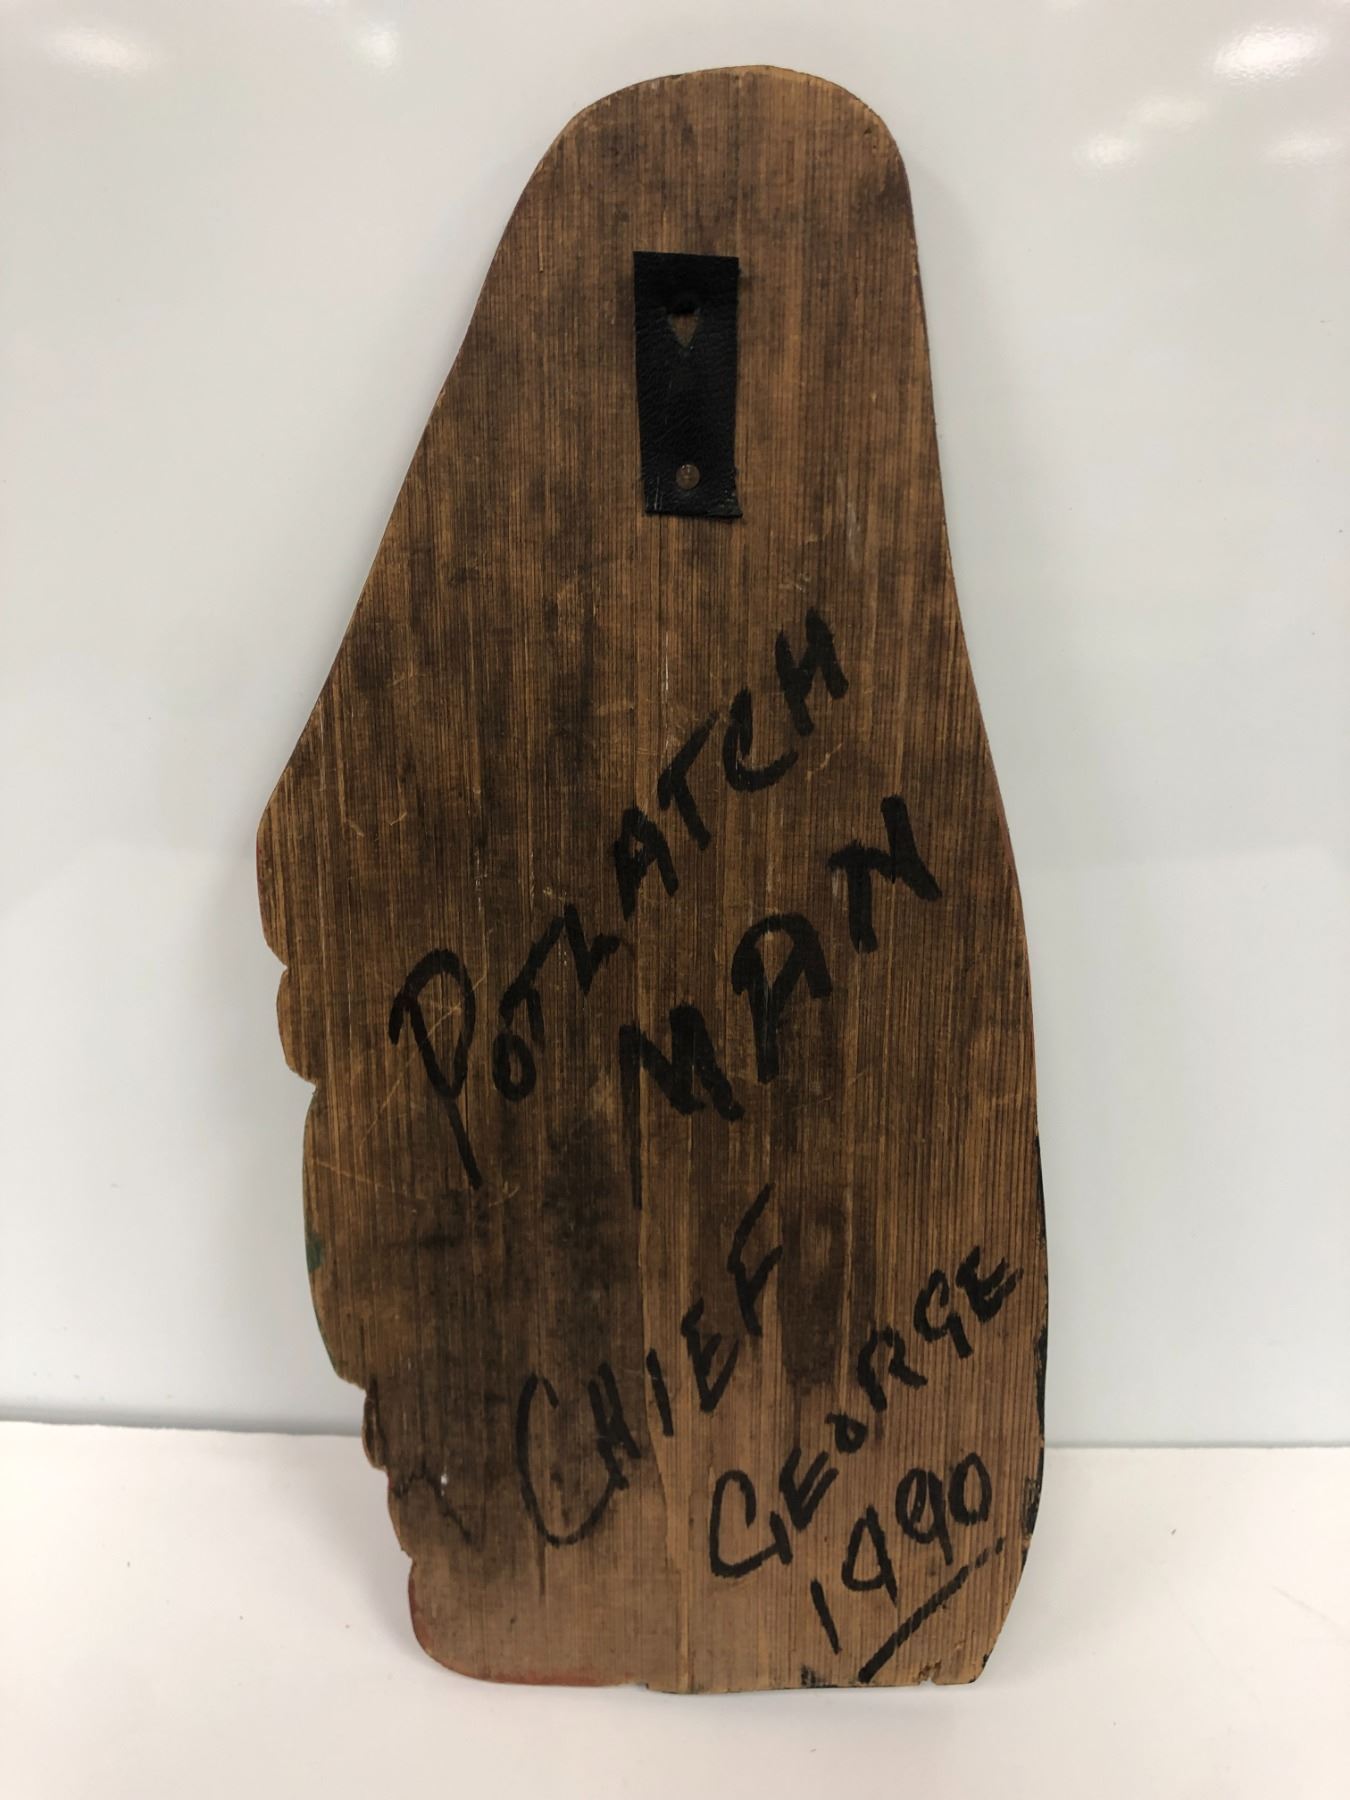 POTLATCH
MAN
CHIEF
GEORGE
1990